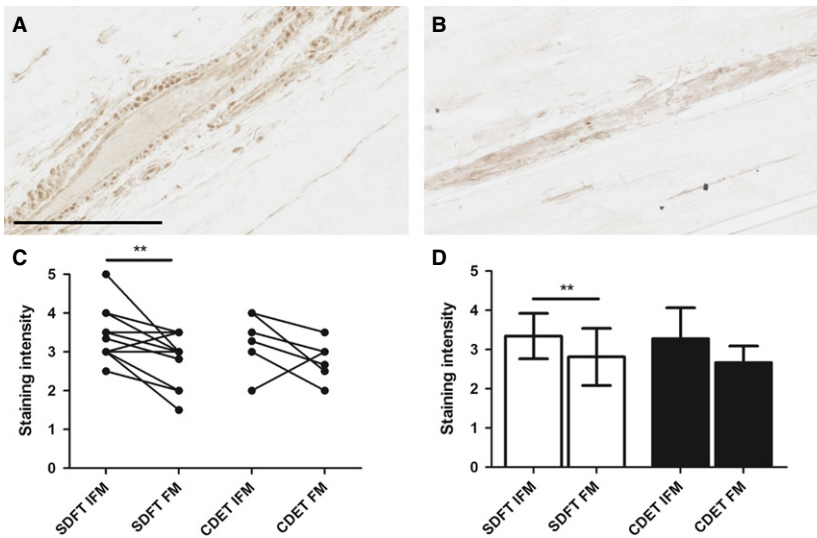 A
B
C
**
5
4
3
2
1
0
Staining intensity
SDFT IFM
SDFT FM
CDET IFM
CDET FM
D
**
5
4
3
2
1
0
Staining intensity
SDFT IFM
SDFT FM
CDET IFM
CDET FM